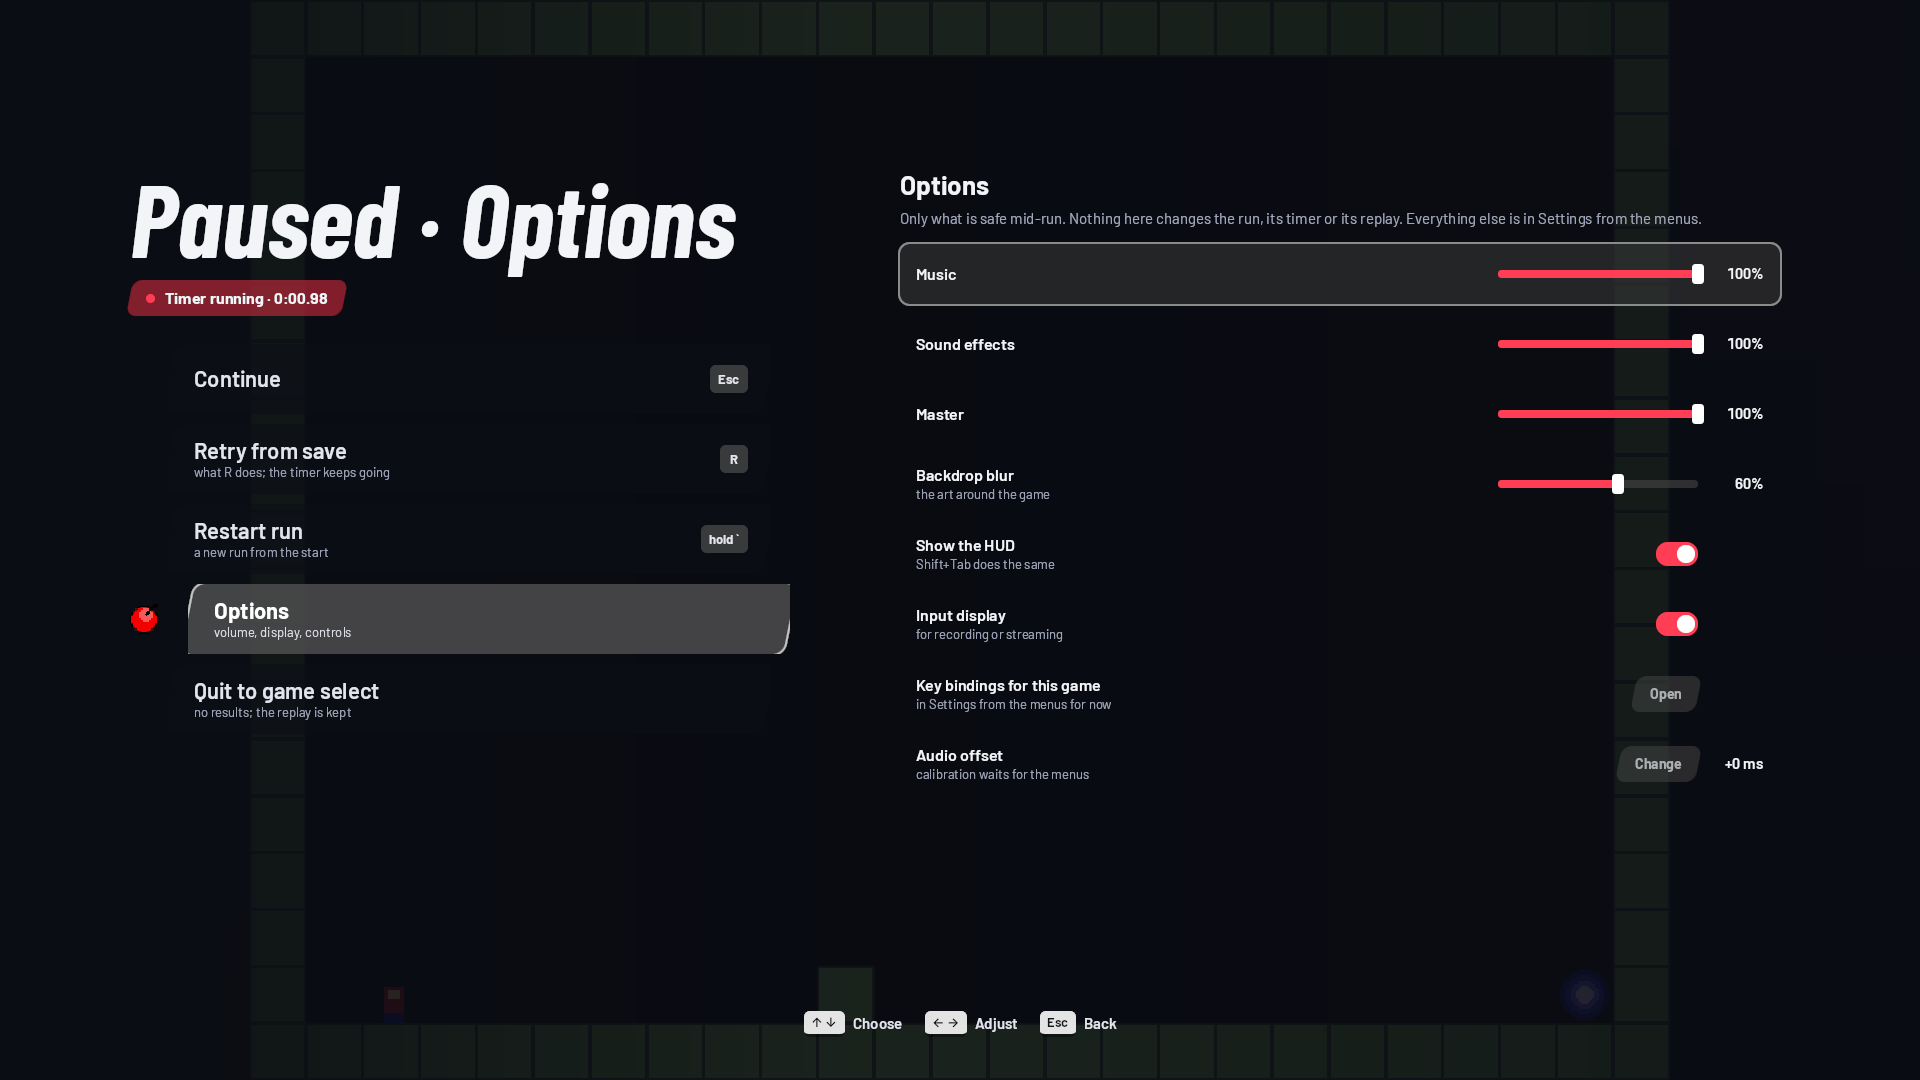 Paused · Options
Timer running · 0:00.98
Continue
Esc
Retry from save
what R does; the timer keeps going
R
Restart run
a new run from the start
hold `
Options
volume, display, controls
Quit to game select
no results; the replay is kept
Options
Only what is safe mid-run. Nothing here changes the run, its timer or its replay. Everything else is in Settings from the menus.
Music
100%
Sound effects
100%
Master
100%
Backdrop blur
the art around the game
60%
Show the HUD
Shift+Tab does the same
Input display
for recording or streaming
Key bindings for this game
in Settings from the menus for now
Open
Audio offset
calibration waits for the menus
Change
+0 ms
↑ ↓ Choose ← → Adjust Esc Back